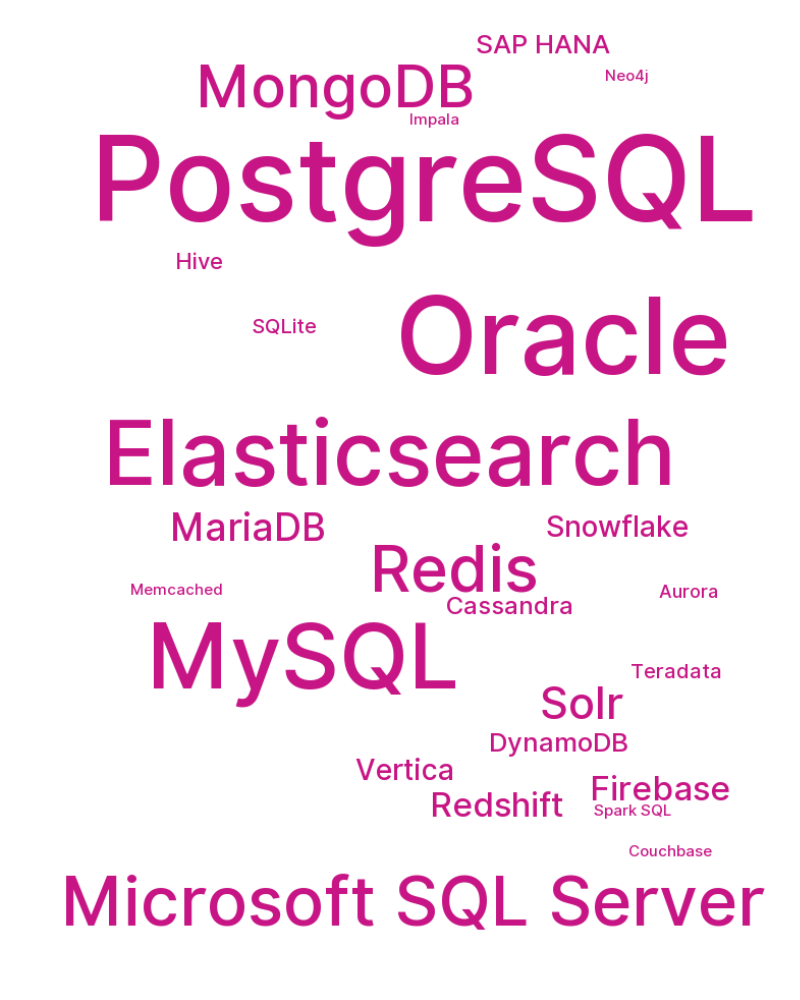 SAP HANA
MongoDB
Neo4j
Impala
PostgreSQL
Hive
SQLite
Oracle
Elasticsearch
MariaDB
Snowflake
Redis
Memcached
Aurora
Cassandra
MySQL
Teradata
Solr
DynamoDB
Vertica
Firebase
Redshift
Spark SQL
Couchbase
Microsoft SQL Server